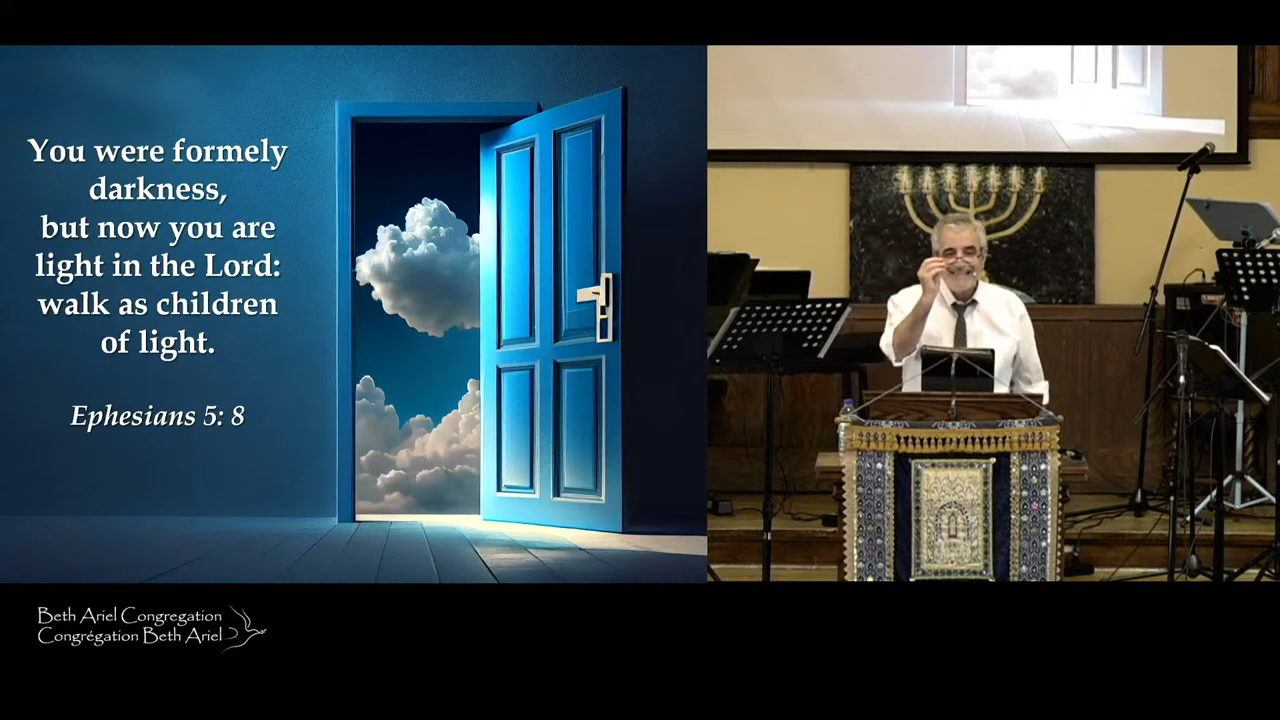 You were formely
darkness,
but now you are
light in the Lord:
walk as children
of light.
Ephesians 5: 8
Beth Ariel Congregation
Congrégation Beth Ariel